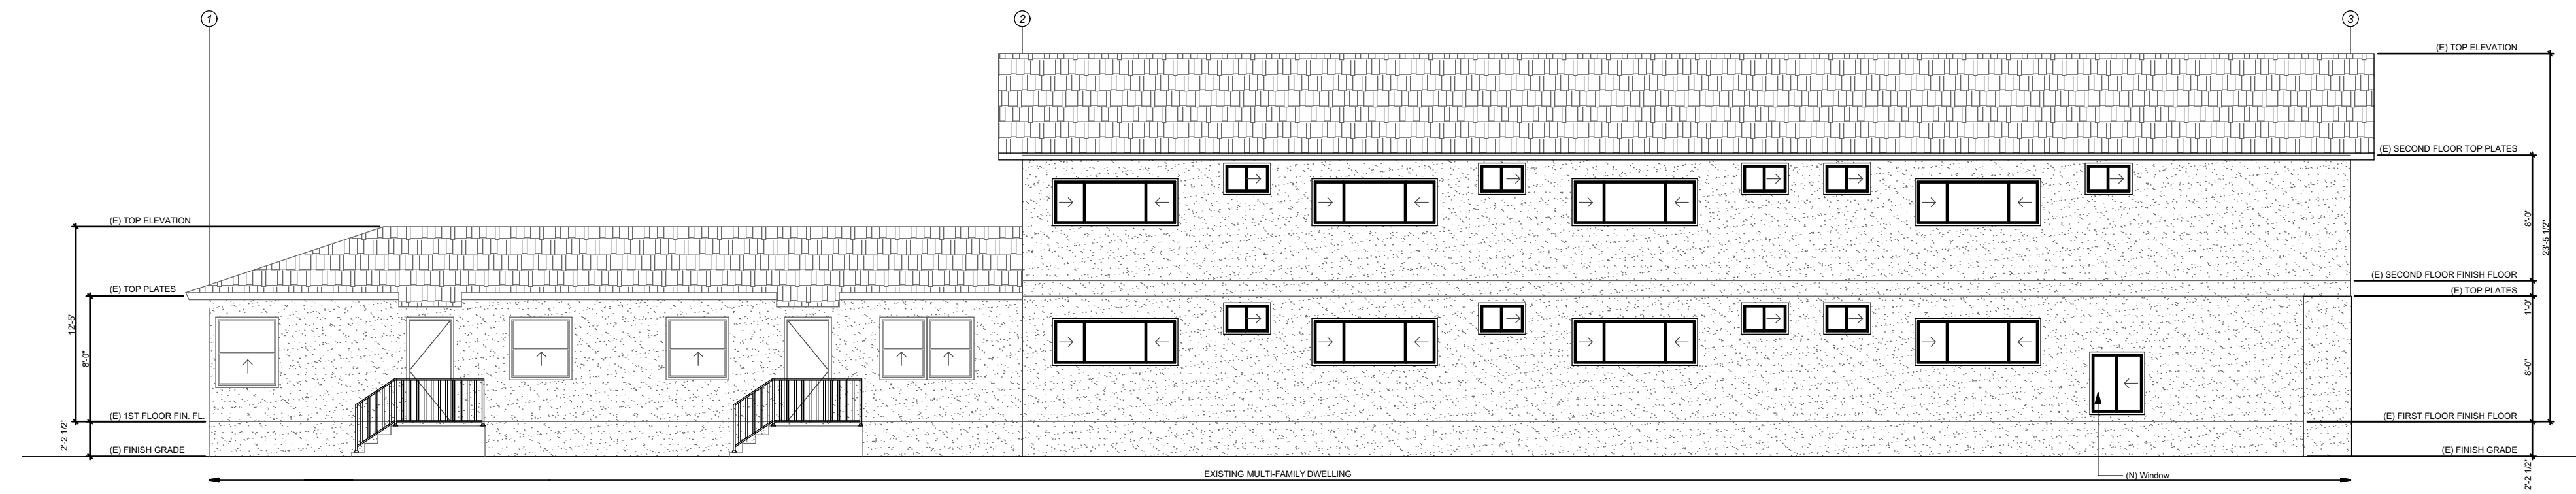 1
2
3
(E) TOP ELEVATION
(E) SECOND FLOOR TOP PLATES
8'-0"
23'-5 1/2"
(E) TOP ELEVATION
(E) SECOND FLOOR FINISH FLOOR
(E) TOP PLATES
(E) TOP PLATES
1'-0"
12'-5"
8'-0"
8'-0"
(E) 1ST FLOOR FIN. FL.
(E) FIRST FLOOR FINISH FLOOR
2'-2 1/2"
(E) FINISH GRADE
(E) FINISH GRADE
2'-2 1/2"
EXISTING MULTI-FAMILY DWELLING
(N) Window